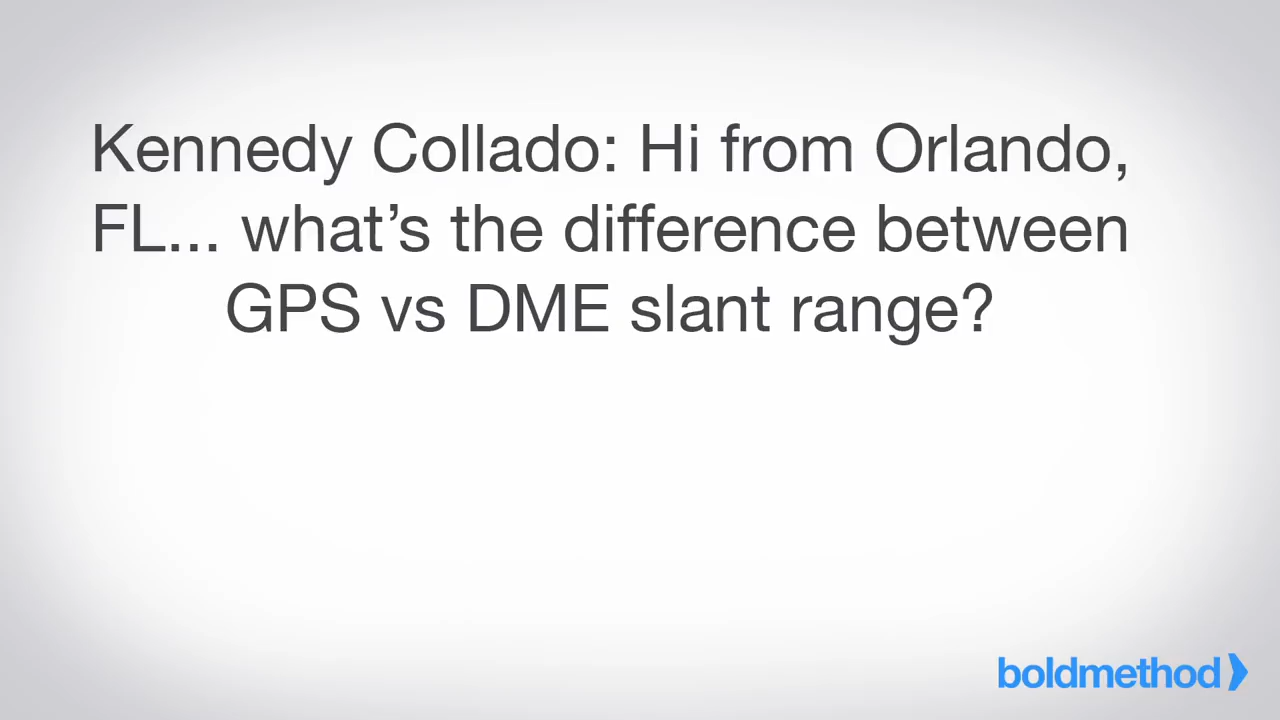 Kennedy Collado: Hi from Orlando,
FL... what’s the difference between
GPS vs DME slant range?
boldmethod